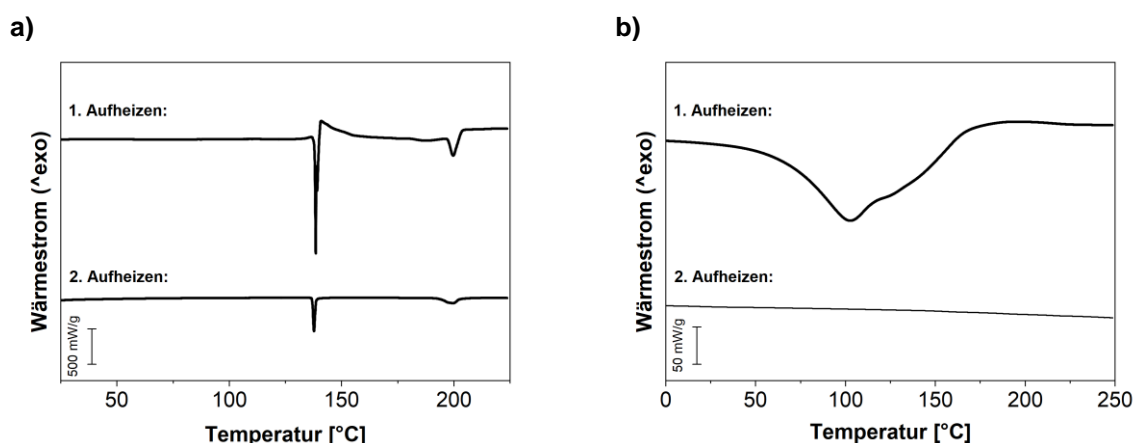 a)
1. Aufheizen:
2. Aufheizen:
500 mW/g
Wärmestrom (^exo)
50 100 150 200
Temperatur [°C]
b)
1. Aufheizen:
2. Aufheizen:
50 mW/g
Wärmestrom (^exo)
0 50 100 150 200 250
Temperatur [°C]